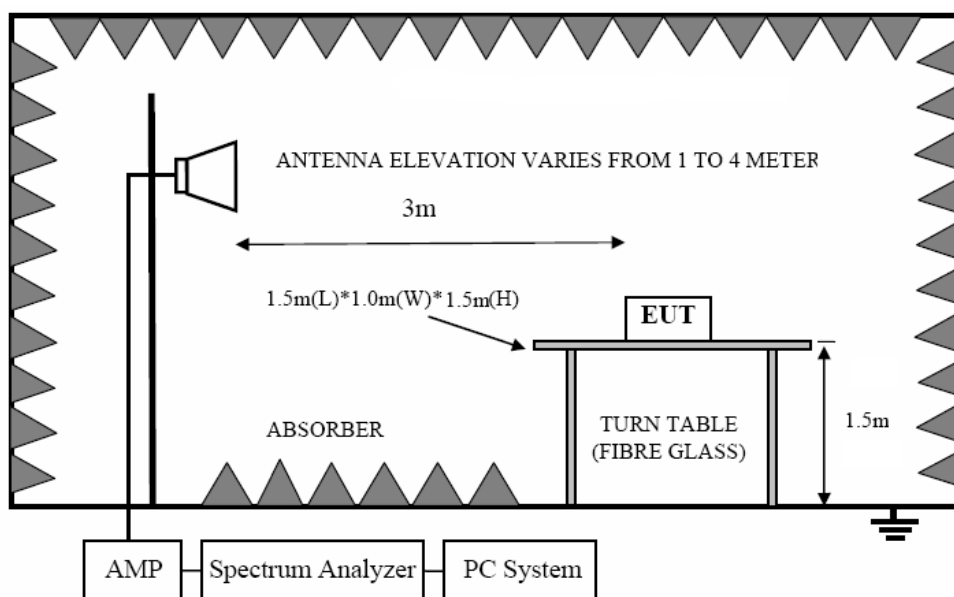 ANTENNA ELEVATION VARIES FROM 1 TO 4 METER
3m
1.5m(L)*1.0m(W)*1.5m(H)
EUT
ABSORBER
TURN TABLE
(FIBRE GLASS)
1.5m
AMP
Spectrum Analyzer
PC System